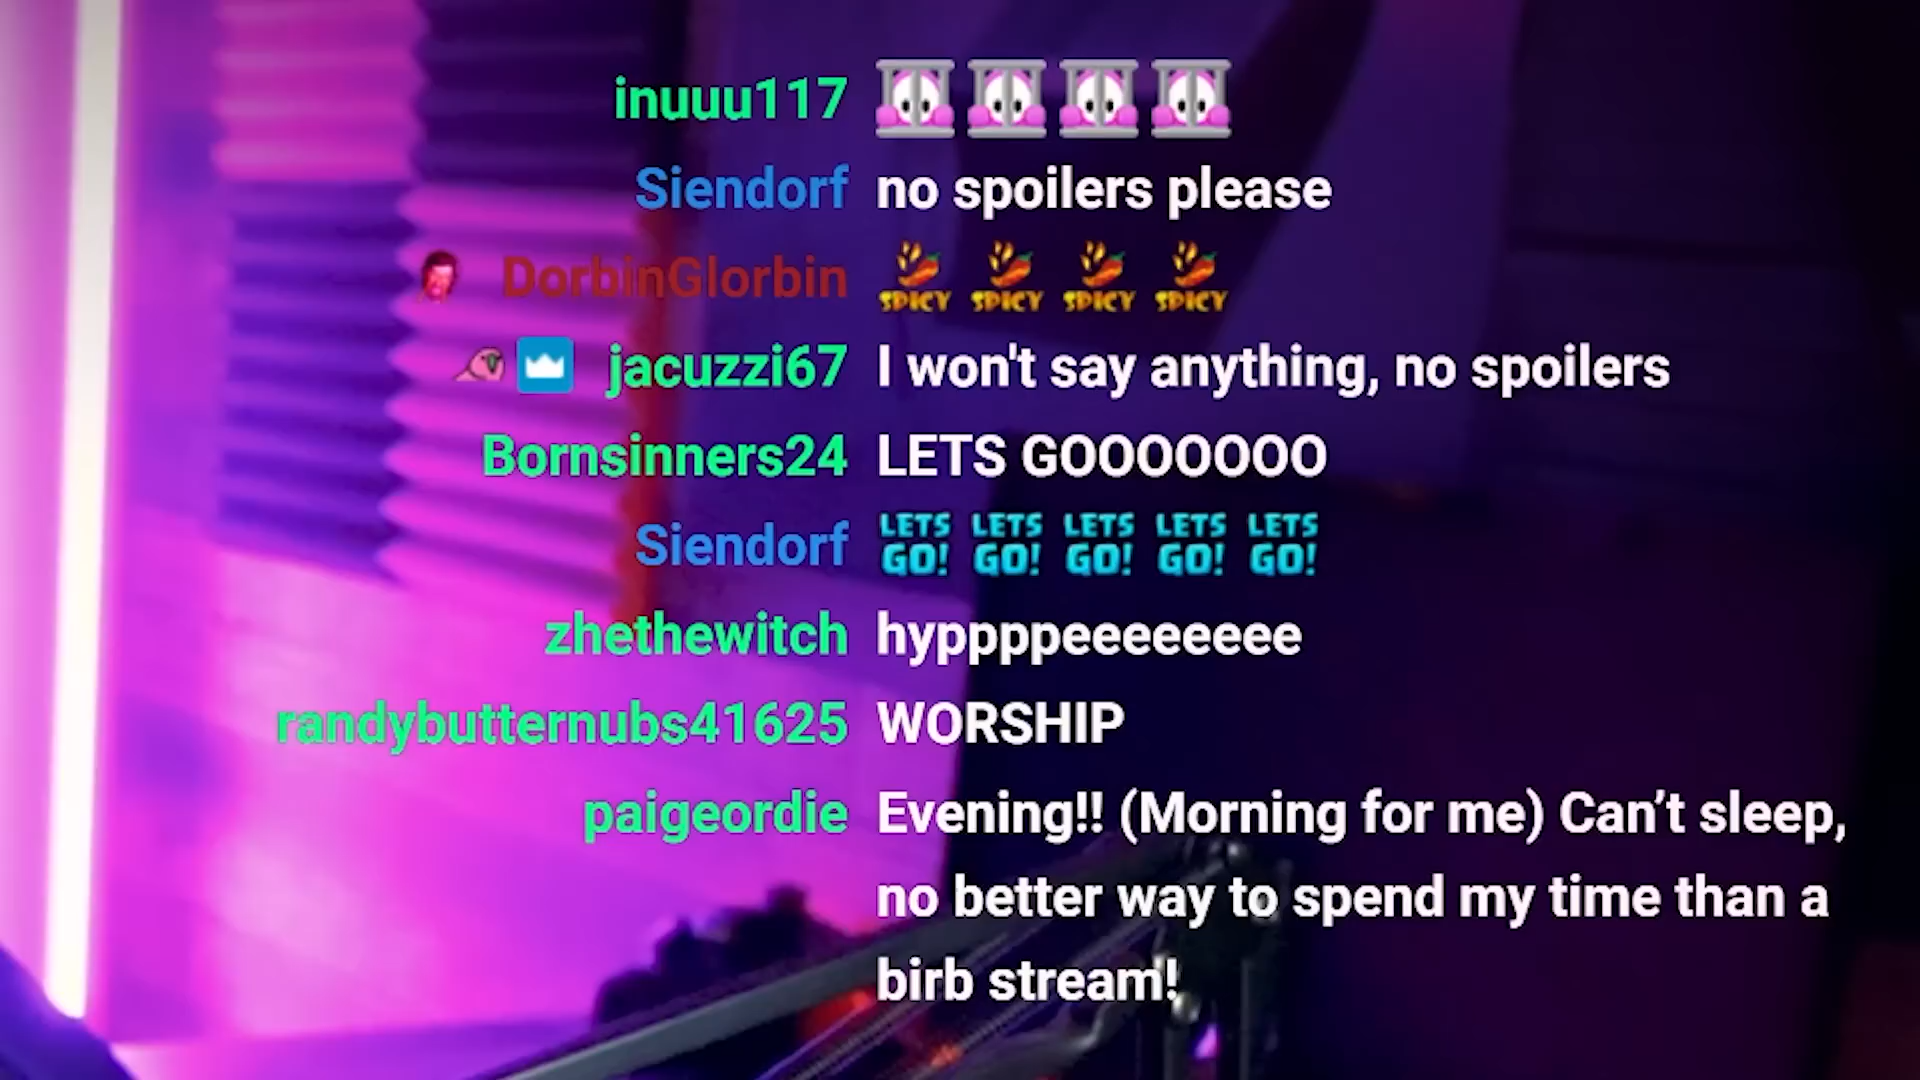 inuuu117
Siendorf no spoilers please
DorbinGlorbin SPICY SPICY SPICY SPICY
jacuzzi67 I won't say anything, no spoilers
Bornsinners24 LETS GOOOOOOO
Siendorf LETS GO! LETS GO! LETS GO! LETS GO! LETS GO!
zhethewitch hyppppeeeeeeee
randybutternubs41625 WORSHIP
paigeordie Evening!! (Morning for me) Can’t sleep,
no better way to spend my time than a
birb stream!